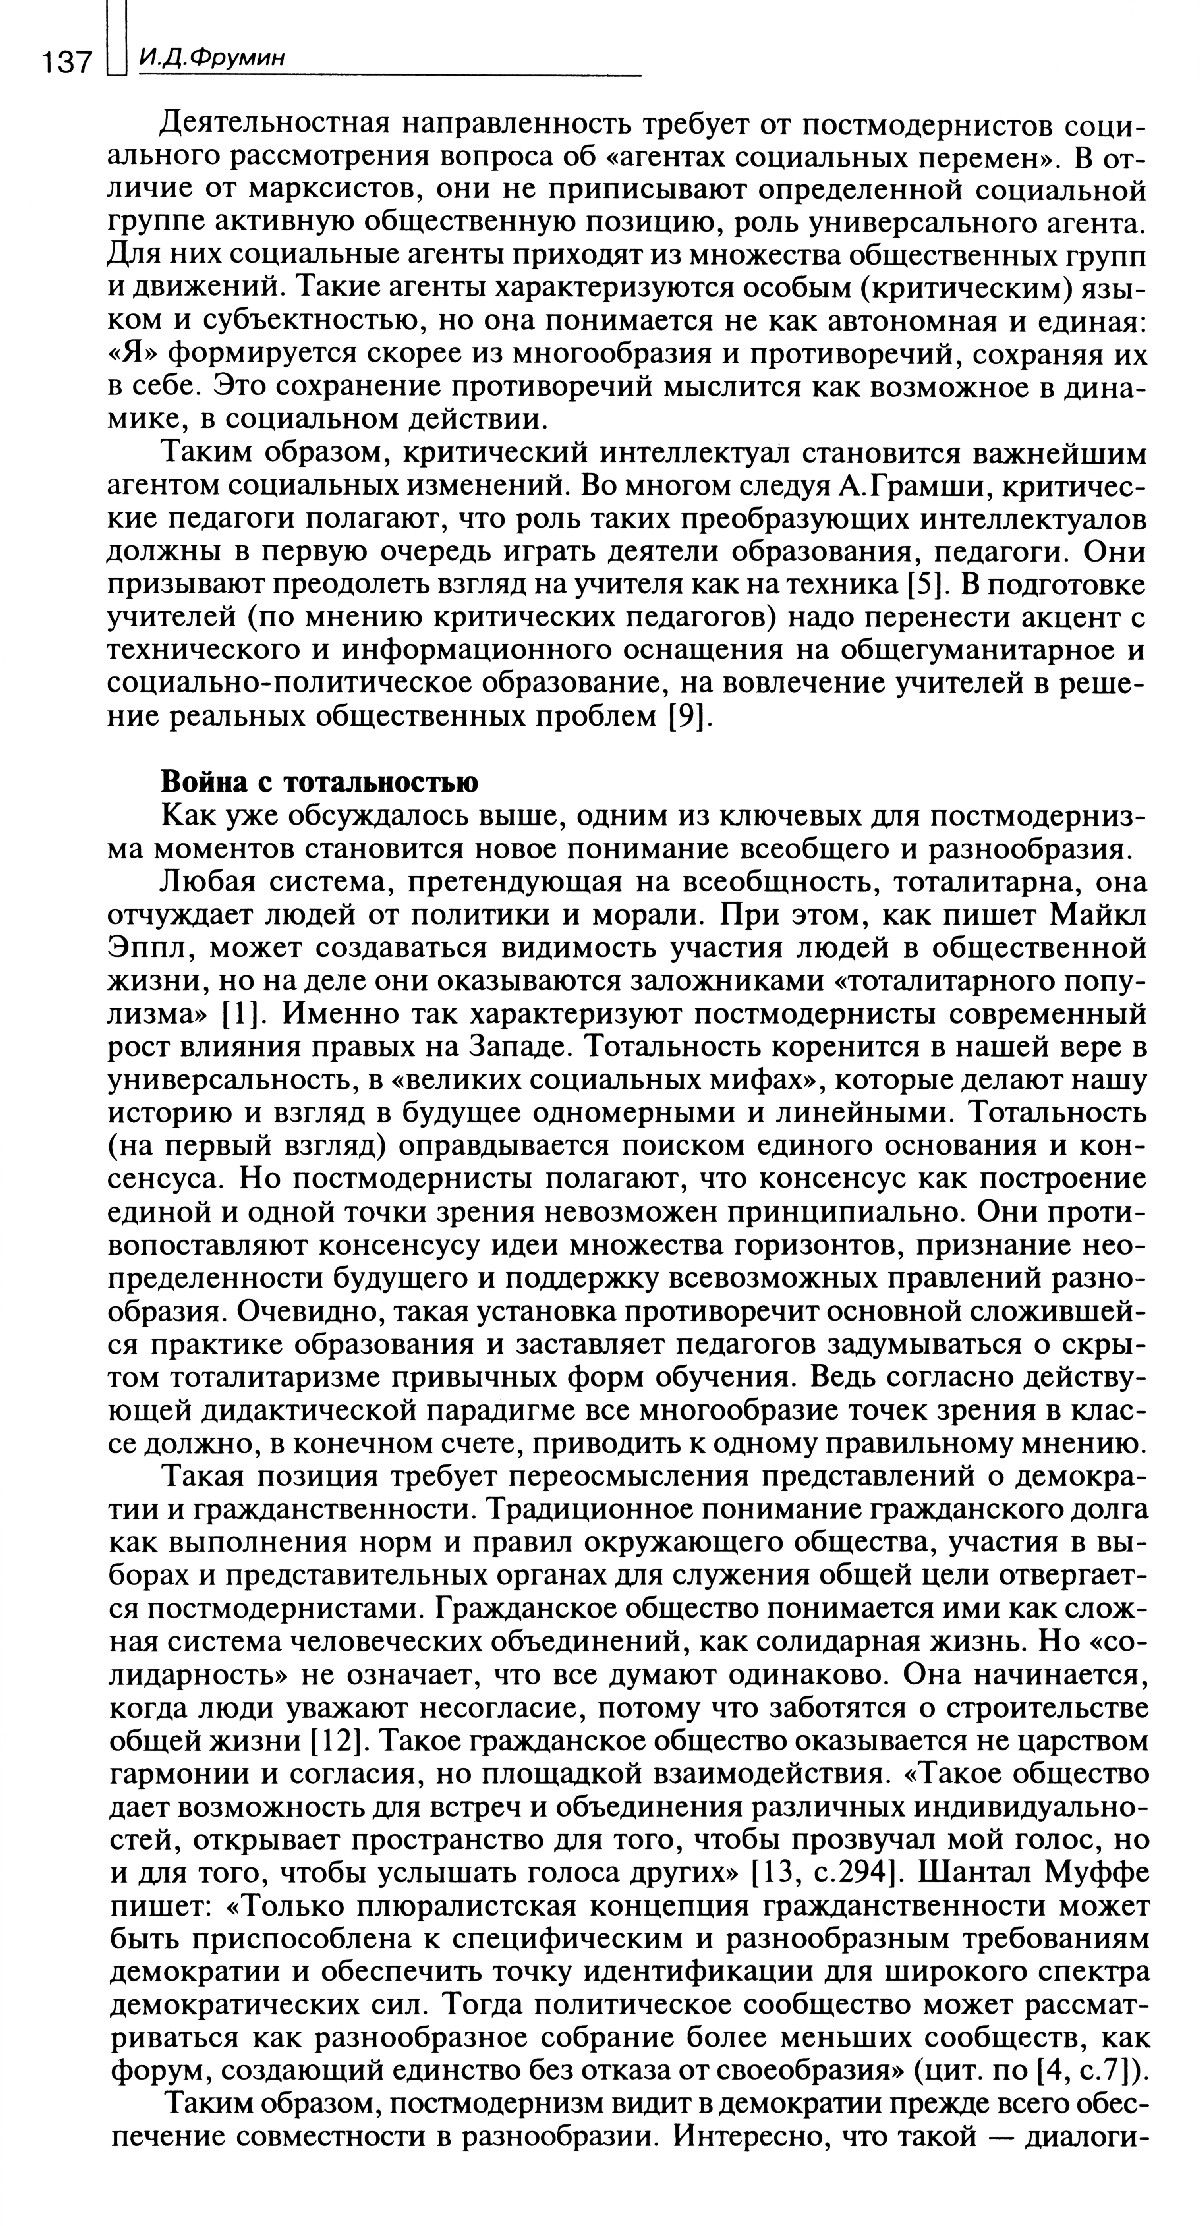 137
И.Д.Фрумин
Деятельностная направленность требует от постмодернистов соци-
ального рассмотрения вопроса об «агентах социальных перемен». В от-
личие от марксистов, они не приписывают определенной социальной
группе активную общественную позицию, роль универсального агента.
Для них социальные агенты приходят из множества общественных групп
и движений. Такие агенты характеризуются особым (критическим) язы-
ком и субъектностью, но она понимается не как автономная и единая:
«Я» формируется скорее из многообразия и противоречий, сохраняя их
в себе. Это сохранение противоречий мыслится как возможное в дина-
мике, в социальном действии.
Таким образом, критический интеллектуал становится важнейшим
агентом социальных изменений. Во многом следуя А.Грамши, критичес-
кие педагоги полагают, что роль таких преобразующих интеллектуалов
должны в первую очередь играть деятели образования, педагоги. Они
призывают преодолеть взгляд на учителя как на техника [5]. В подготовке
учителей (по мнению критических педагогов) надо перенести акцент с
технического и информационного оснащения на общегуманитарное и
социально-политическое образование, на вовлечение учителей в реше-
ние реальных общественных проблем [9].
Война с тотальностью
Как уже обсуждалось выше, одним из ключевых для постмодерниз-
ма моментов становится новое понимание всеобщего и разнообразия.
Любая система, претендующая на всеобщность, тоталитарна, она
отчуждает людей от политики и морали. При этом, как пишет Майкл
Эппл, может создаваться видимость участия людей в общественной
жизни, но на деле они оказываются заложниками «тоталитарного попу-
лизма» [1]. Именно так характеризуют постмодернисты современный
рост влияния правых на Западе. Тотальность коренится в нашей вере в
универсальность, в «великих социальных мифах», которые делают нашу
историю и взгляд в будущее одномерными и линейными. Тотальность
(на первый взгляд) оправдывается поиском единого основания и кон-
сенсуса. Но постмодернисты полагают, что консенсус как построение
единой и одной точки зрения невозможен принципиально. Они проти-
вопоставляют консенсусу идеи множества горизонтов, признание нео-
пределенности будущего и поддержку всевозможных правлений разно-
образия. Очевидно, такая установка противоречит основной сложившей-
ся практике образования и заставляет педагогов задумываться о скры-
том тоталитаризме привычных форм обучения. Ведь согласно действу-
ющей дидактической парадигме все многообразие точек зрения в клас-
се должно, в конечном счете, приводить к одному правильному мнению.
Такая позиция требует переосмысления представлений о демокра-
тии и гражданственности. Традиционное понимание гражданского долга
как выполнения норм и правил окружающего общества, участия в вы-
борах и представительных органах для служения общей цели отвергает-
ся постмодернистами. Гражданское общество понимается ими как слож-
ная система человеческих объединений, как солидарная жизнь. Но «со-
лидарность» не означает, что все думают одинаково. Она начинается,
когда люди уважают несогласие, потому что заботятся о строительстве
общей жизни [12]. Такое гражданское общество оказывается не царством
гармонии и согласия, но площадкой взаимодействия. «Такое общество
дает возможность для встреч и объединения различных индивидуально-
стей, открывает пространство для того, чтобы прозвучал мой голос, но
и для того, чтобы услышать голоса других» [13, с.294]. Шантал Муффе
пишет: «Только плюралистская концепция гражданственности может
быть приспособлена к специфическим и разнообразным требованиям
демократии и обеспечить точку идентификации для широкого спектра
демократических сил. Тогда политическое сообщество может рассмат-
риваться как разнообразное собрание более меньших сообществ, как
форум, создающий единство без отказа от своеобразия» (цит. по [4, с.7]).
Таким образом, постмодернизм видит в демократии прежде всего обес-
печение совместности в разнообразии. Интересно, что такой — диалоги-